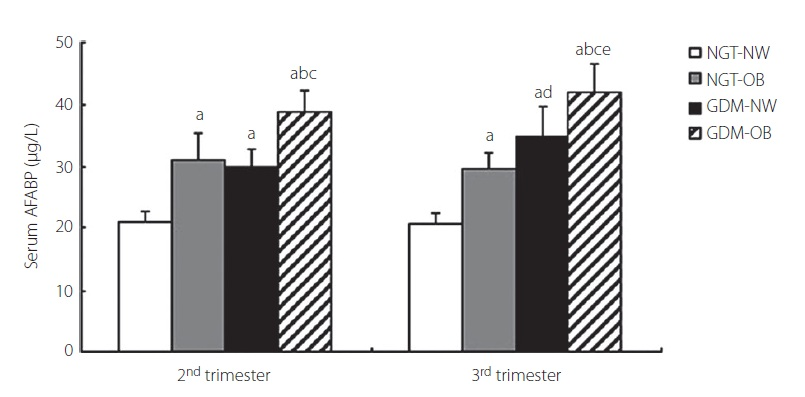 Serum AFABP (µg/L)
50
40
30
20
10
0
a
a
abc
a
ad
abce
2nd trimester
3rd trimester
NGT-NW
NGT-OB
GDM-NW
GDM-OB